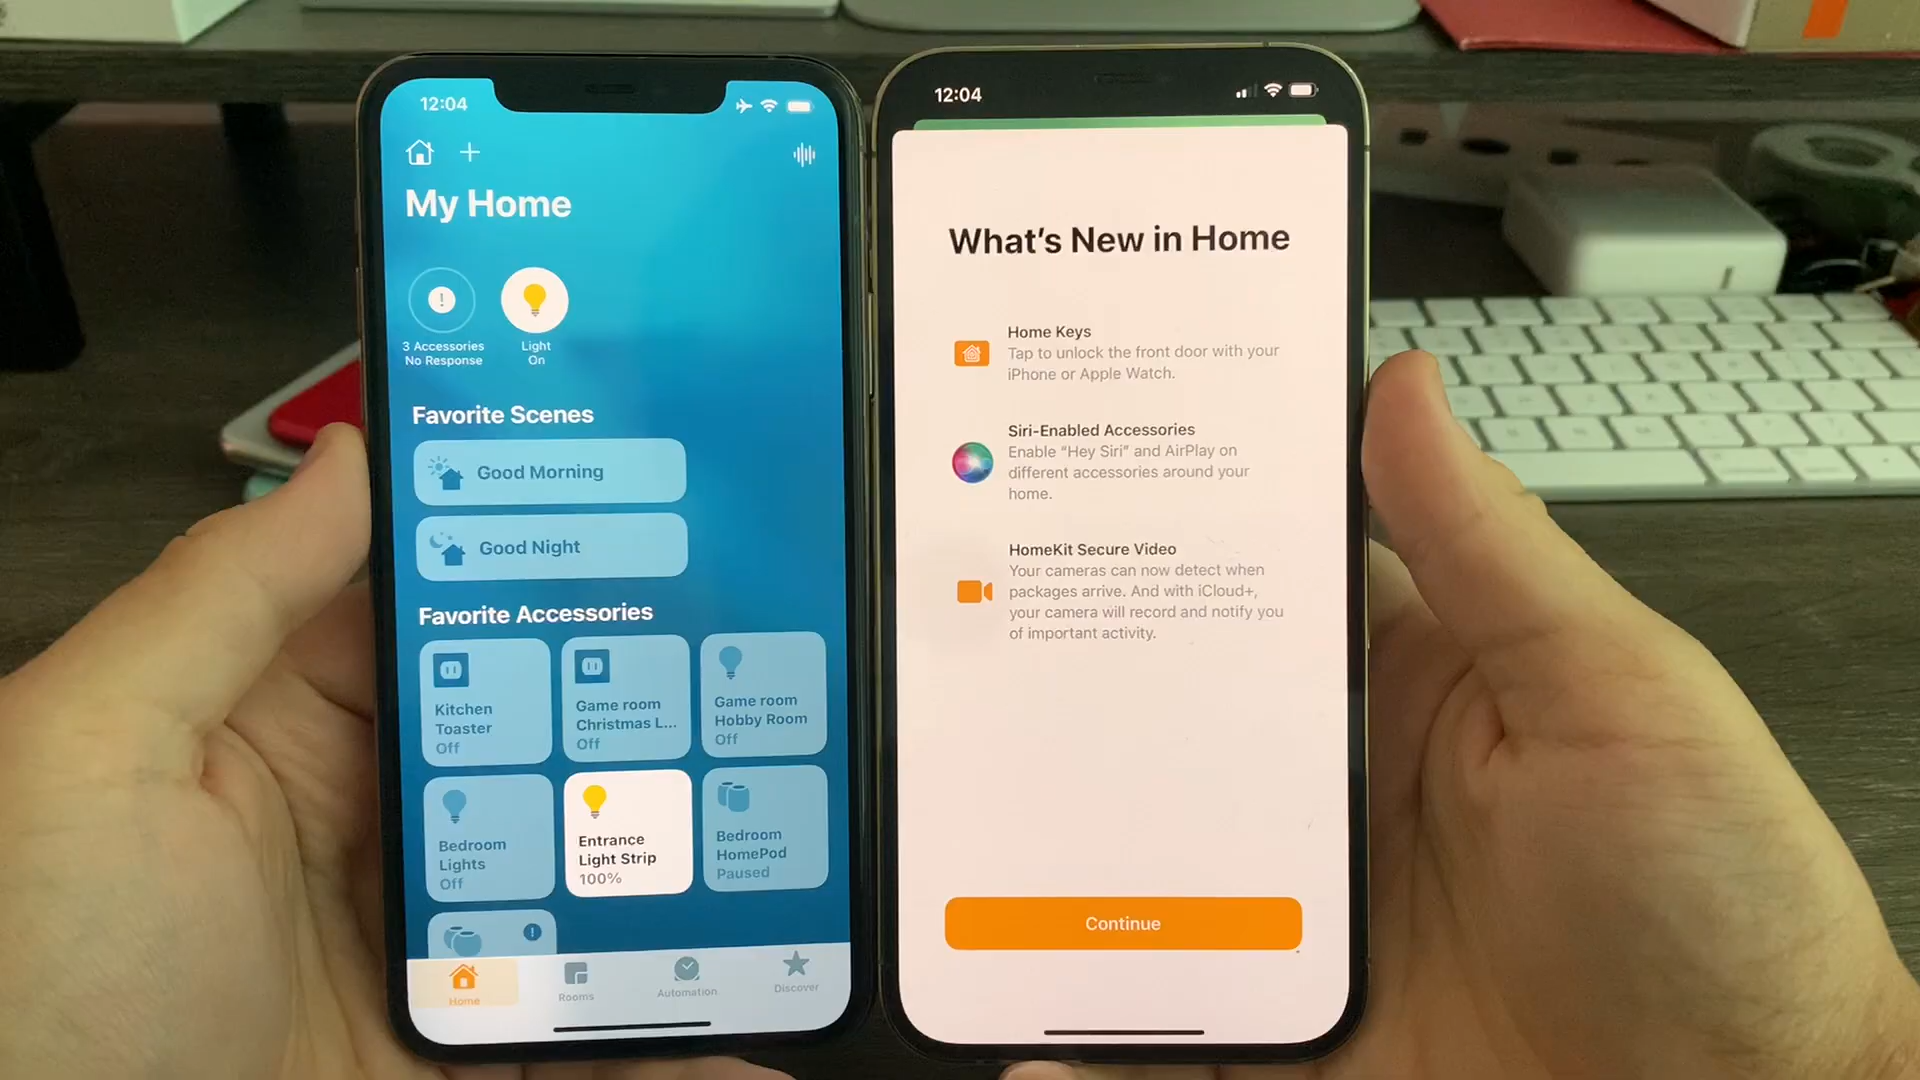 12:04
My Home
3 Accessories
No Response
Light
On
Favorite Scenes
Good Morning
Good Night
Favorite Accessories
Kitchen
Toaster
Off
Game room
Christmas L...
Off
Game room
Hobby Room
Off
Bedroom
Lights
Off
Entrance
Light Strip
100%
Bedroom
HomePod
Paused
Home
Rooms
Automation
Discover
12:04
What's New in Home
Home Keys
Tap to unlock the front door with your
iPhone or Apple Watch.
Siri-Enabled Accessories
Enable “Hey Siri” and AirPlay on
different accessories around your
home.
HomeKit Secure Video
Your cameras can now detect when
packages arrive. And with iCloud+,
your camera will record and notify you
of important activity.
Continue